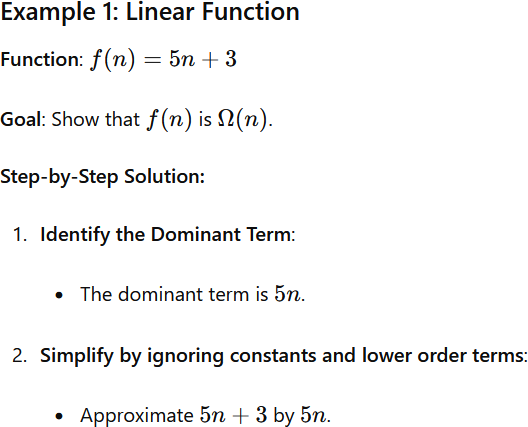 Example 1: Linear Function
Function: f(n) = 5n + 3
Goal: Show that f(n) is Ω(n).
Step-by-Step Solution:
1. Identify the Dominant Term:
• The dominant term is 5n.
2. Simplify by ignoring constants and lower order terms:
• Approximate 5n + 3 by 5n.